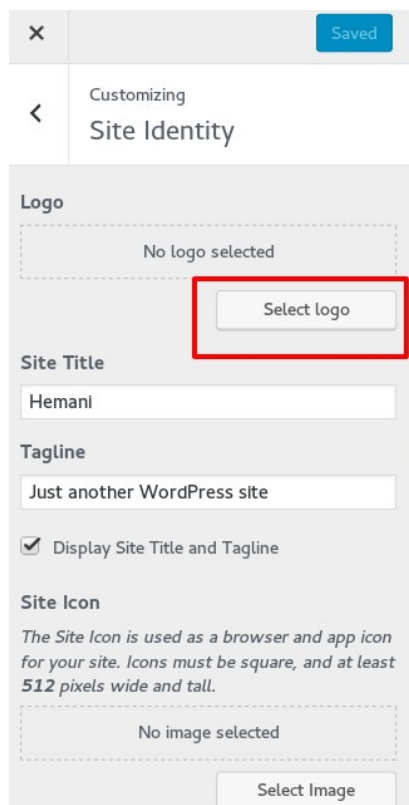 Saved
Customizing
Site Identity
Logo
No logo selected
Select logo
Site Title
Hemani
Tagline
Just another WordPress site
Display Site Title and Tagline
Site Icon
The Site Icon is used as a browser and app icon
for your site. Icons must be square, and at least
512 pixels wide and tall.
No image selected
Select Image